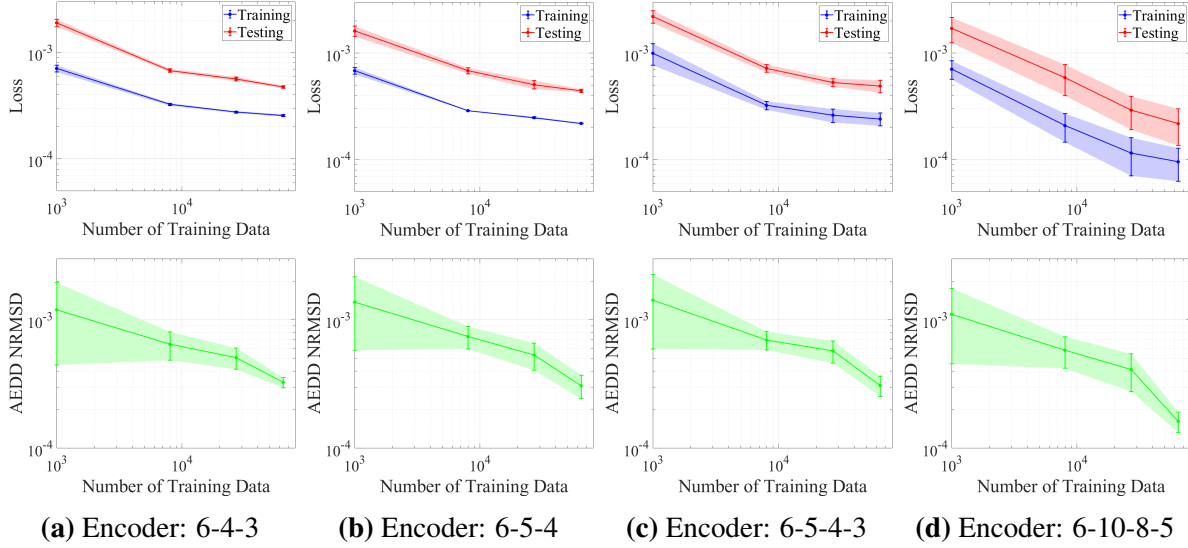 Training
Testing
10^-3
10^-4
Loss
10^3
10^4
Number of Training Data
Training
Testing
10^-3
10^-4
Loss
10^3
10^4
Number of Training Data
Training
Testing
10^-3
10^-4
Loss
10^3
10^4
Number of Training Data
Training
Testing
10^-3
10^-4
Loss
10^3
10^4
Number of Training Data
10^-3
10^-4
AEDD NRMSD
10^3
10^4
Number of Training Data
10^-3
10^-4
AEDD NRMSD
10^3
10^4
Number of Training Data
10^-3
10^-4
AEDD NRMSD
10^3
10^4
Number of Training Data
10^-3
10^-4
AEDD NRMSD
10^3
10^4
Number of Training Data
(a) Encoder: 6-4-3
(b) Encoder: 6-5-4
(c) Encoder: 6-5-4-3
(d) Encoder: 6-10-8-5